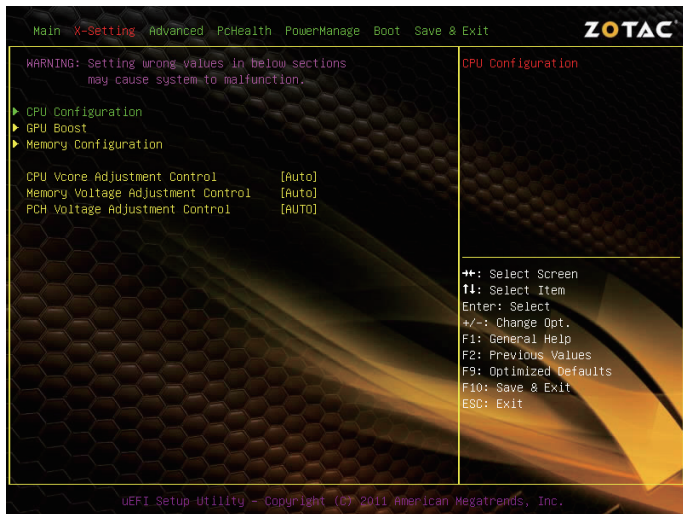 Main X-Setting Advanced PcHealth PowerManage Boot Save & Exit
ZOTAC
WARNING: Setting wrong values in below sections
may cause system to malfunction.
CPU Configuration
GPU Boost
Memory Configuration
CPU Vcore Adjustment Control [Auto]
Memory Voltage Adjustment Control [Auto]
PCH Voltage Adjustment Control [AUTO]
CPU Configuration
→←: Select Screen
↑↓: Select Item
Enter: Select
+/-: Change Opt.
F1: General Help
F2: Previous Values
F9: Optimized Defaults
F10: Save & Exit
ESC: Exit
uEFI Setup Utility - Copyright (C) 2011 American Megatrends, Inc.